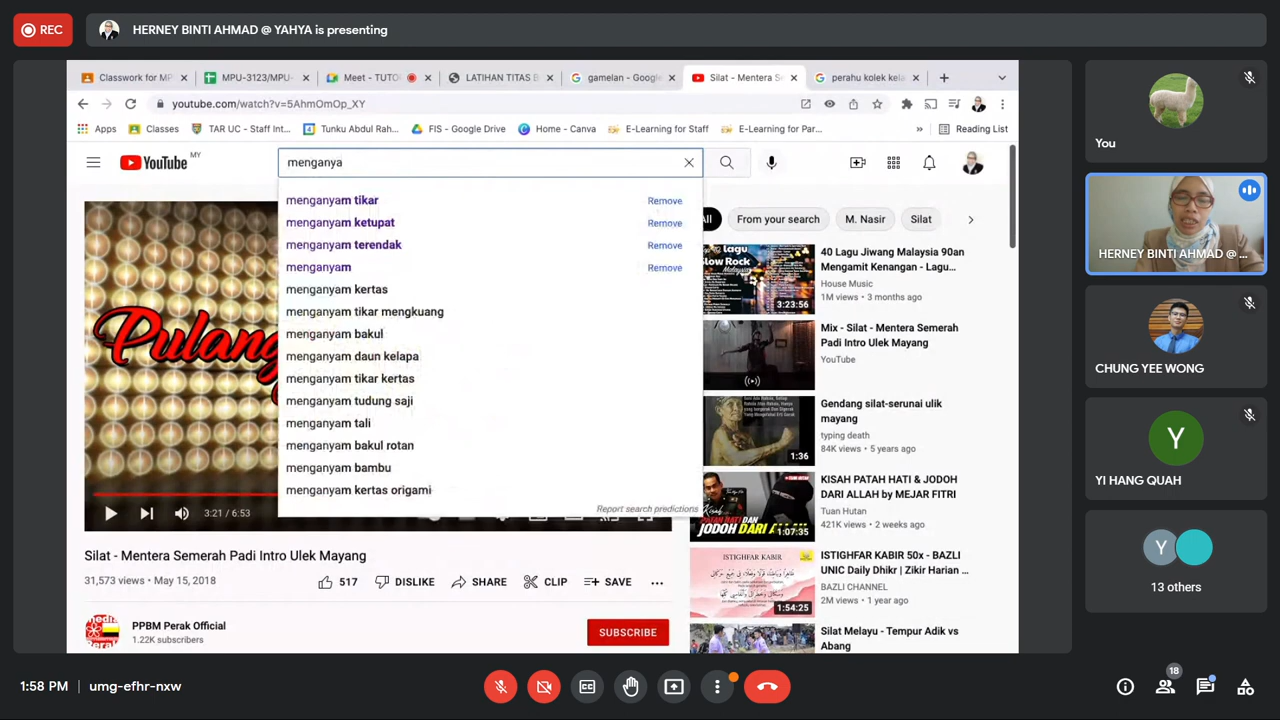 REC
HERNEY BINTI AHMAD @ YAHYA is presenting
Classwork for MP
MPU-3123/MPU-
Meet - TUTO
LATIHAN TITAS B
gamelan - Google
Silat - Mentera Se
perahu kolek kela
youtube.com/watch?v=5AhmOmOp_XY
Apps
Classes
TAR UC - Staff Int...
Tunku Abdul Rah...
FIS - Google Drive
Home - Canva
E-Learning for Staff
E-Learning for Par...
»
Reading List
YouTube MY
menganya
menganyam tikar Remove
menganyam ketupat Remove
menganyam terendak Remove
menganyam Remove
menganyam kertas
menganyam tikar mengkuang
menganyam bakul
menganyam daun kelapa
menganyam tikar kertas
menganyam tudung saji
menganyam tali
menganyam bakul rotan
menganyam bambu
menganyam kertas origami
Report search predictions
Pulang
3:21 / 6:53
Silat - Mentera Semerah Padi Intro Ulek Mayang
31,573 views • May 15, 2018
517
DISLIKE
SHARE
CLIP
SAVE
PPBM Perak Official
1.22K subscribers
SUBSCRIBE
All
From your search
M. Nasir
Silat
3:23:56
40 Lagu Jiwang Malaysia 90an
Mengamit Kenangan - Lagu...
House Music
1M views • 3 months ago
Mix - Silat - Mentera Semerah
Padi Intro Ulek Mayang
YouTube
1:36
Gendang silat-serunai ulik
mayang
typing death
84K views • 5 years ago
1:07:35
KISAH PATAH HATI & JODOH
DARI ALLAH by MEJAR FITRI
Tuan Hutan
421K views • 2 weeks ago
ISTIGHFAR KABIR
1:54:25
ISTIGHFAR KABIR 50x - BAZLI
UNIC Daily Dhikr | Zikir Harian ...
BAZLI CHANNEL
2M views • 1 year ago
Silat Melayu - Tempur Adik vs
Abang
You
HERNEY BINTI AHMAD @ ...
CHUNG YEE WONG
Y
YI HANG QUAH
Y
13 others
1:58 PM
umg-efhr-nxw
18